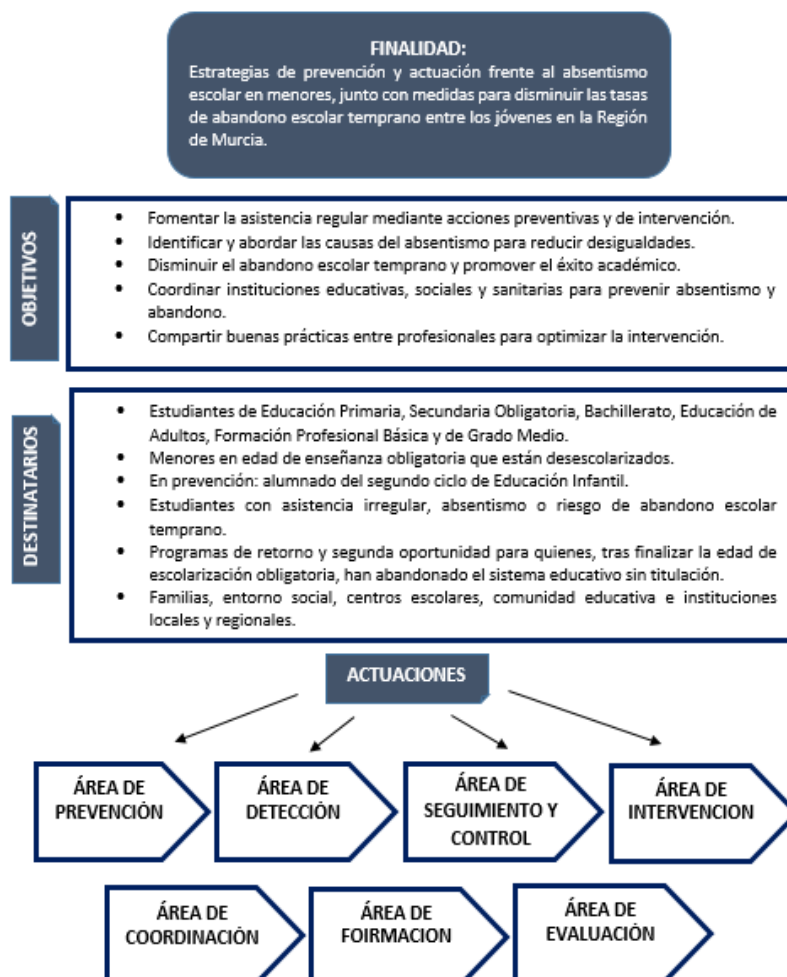 FINALIDAD:
Estrategias de prevención y actuación frente al absentismo
escolar en menores, junto con medidas para disminuir las tasas
de abandono escolar temprano entre los jóvenes en la Región
de Murcia.
OBJETIVOS
• Fomentar la asistencia regular mediante acciones preventivas y de intervención.
• Identificar y abordar las causas del absentismo para reducir desigualdades.
• Disminuir el abandono escolar temprano y promover el éxito académico.
• Coordinar instituciones educativas, sociales y sanitarias para prevenir absentismo y
abandono.
• Compartir buenas prácticas entre profesionales para optimizar la intervención.
DESTINATARIOS
• Estudiantes de Educación Primaria, Secundaria Obligatoria, Bachillerato, Educación de
Adultos, Formación Profesional Básica y de Grado Medio.
• Menores en edad de enseñanza obligatoria que están desescolarizados.
• En prevención: alumnado del segundo ciclo de Educación Infantil.
• Estudiantes con asistencia irregular, absentismo o riesgo de abandono escolar
temprano.
• Programas de retorno y segunda oportunidad para quienes, tras finalizar la edad de
escolarización obligatoria, han abandonado el sistema educativo sin titulación.
• Familias, entorno social, centros escolares, comunidad educativa e instituciones
locales y regionales.
ACTUACIONES
ÁREA DE
PREVENCIÓN
ÁREA DE
DETECCIÓN
ÁREA DE
SEGUIMIENTO Y
CONTROL
ÁREA DE
INTERVENCION
ÁREA DE
COORDINACIÓN
ÁREA DE
FOIRMACION
ÁREA DE
EVALUACIÓN